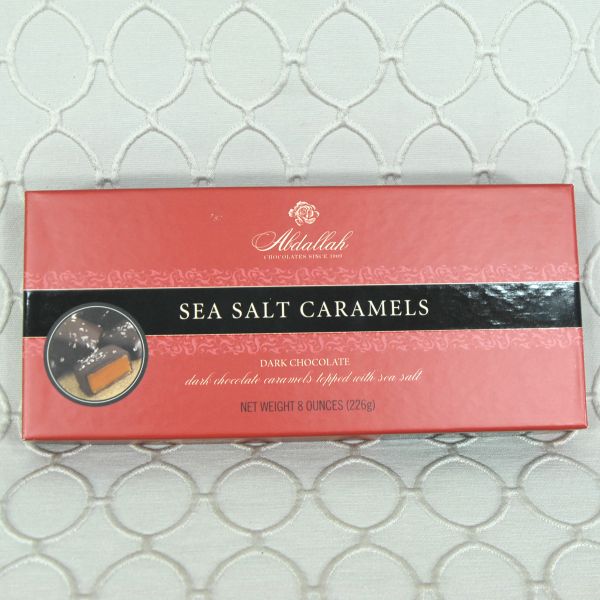 Abdallah
CHOCOLATES SINCE 1909
SEA SALT CARAMELS
DARK CHOCOLATE
dark chocolate caramels topped with sea salt
NET WEIGHT 8 OUNCES (226g)